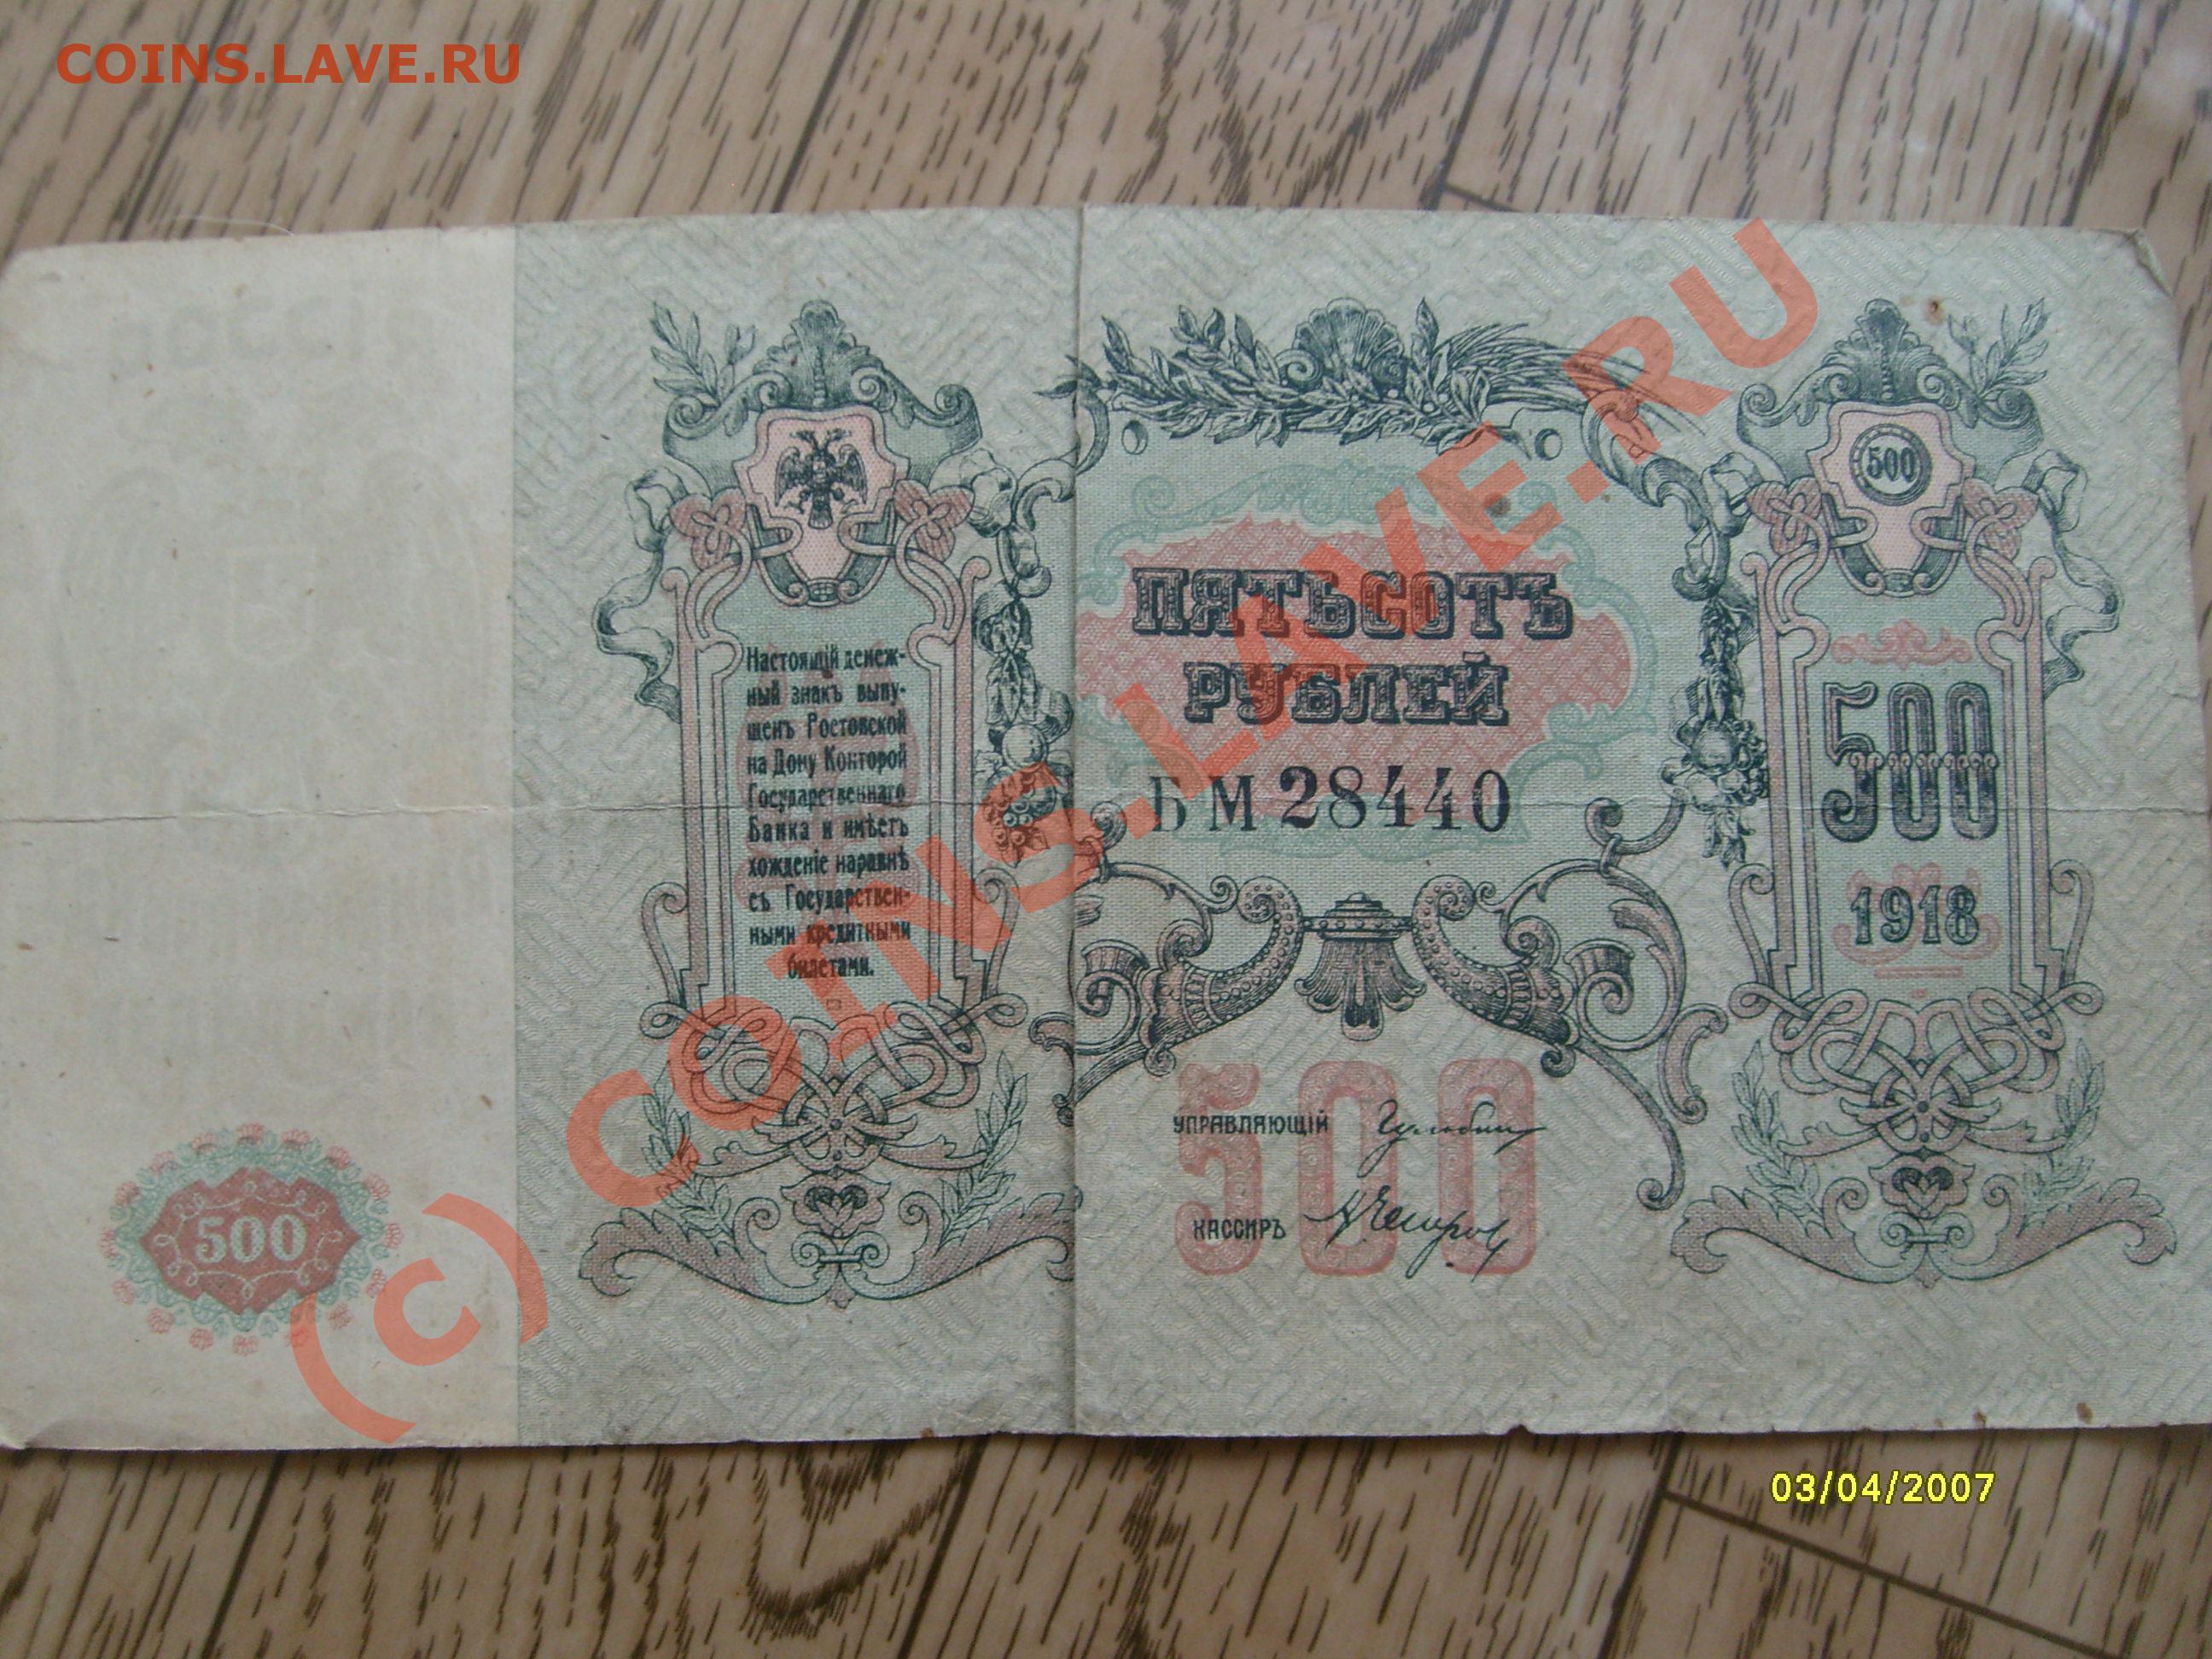 COINS.LAVE.RU
500
Настоящій денеж-
ный знакъ выпу-
щенъ Ростовской
на Дону Конторой
Государственнаго
Банка и имѣетъ
хожденіе наравнѣ
съ Государствен-
ными кредитными
билетами.
ПЯТЬСОТЪ
РУБЛЕЙ
БМ 28440
500
УПРАВЛЯЮЩІЙ
КАССИРЪ
500
500
1918
(c) COINS.LAVE.RU
03/04/2007